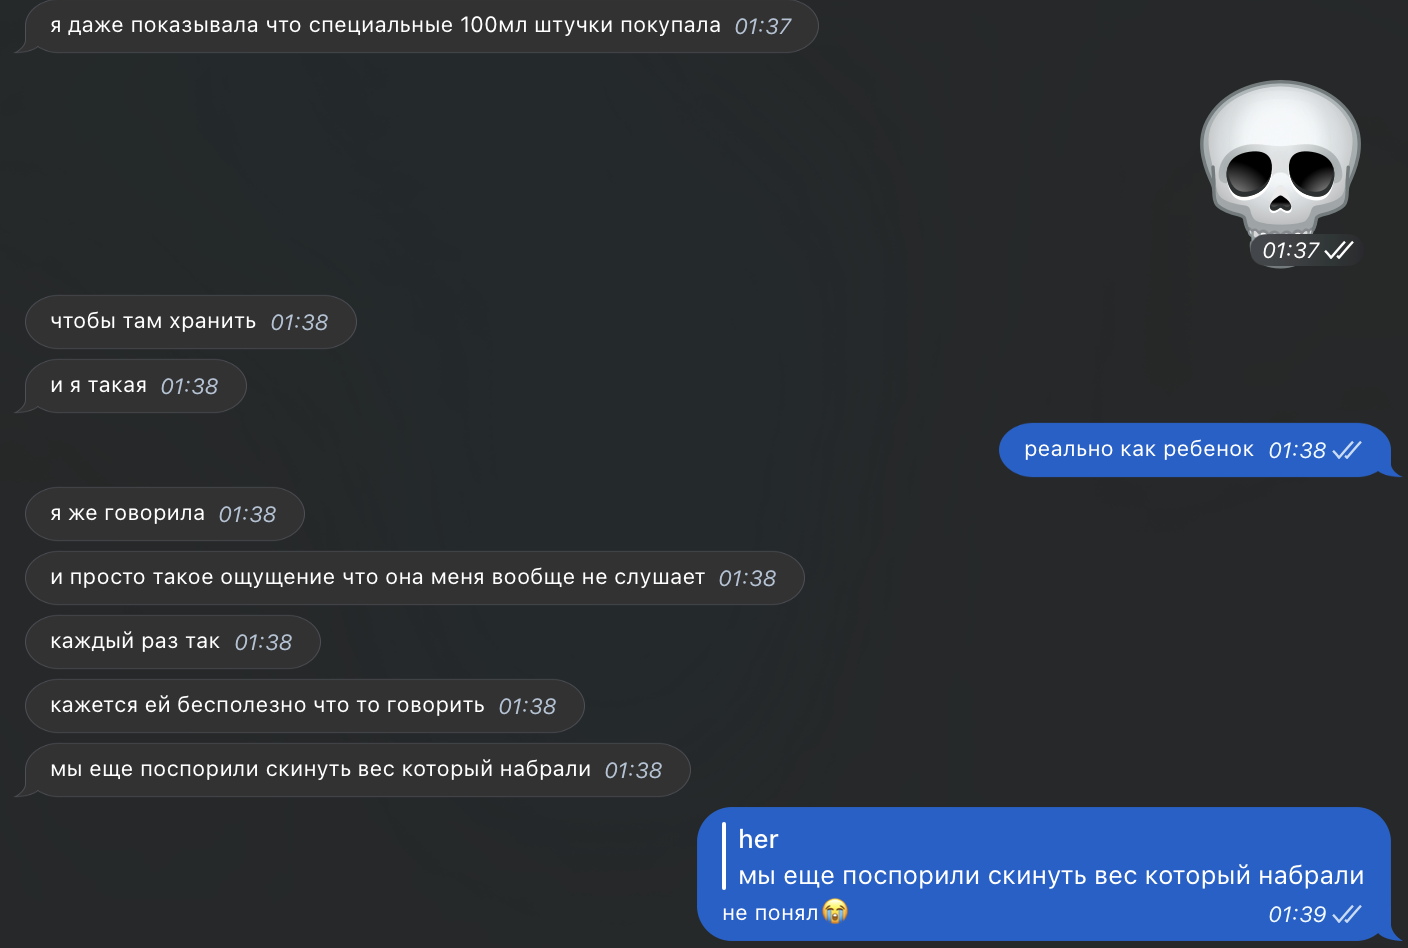 я даже показывала что специальные 100мл штучки покупала 01:37
01:37
чтобы там хранить 01:38
и я такая 01:38
реально как ребенок 01:38
я же говорила 01:38
и просто такое ощущение что она меня вообще не слушает 01:38
каждый раз так 01:38
кажется ей бесполезно что то говорить 01:38
мы еще поспорили скинуть вес который набрали 01:38
her
мы еще поспорили скинуть вес который набрали
не понял😭 01:39